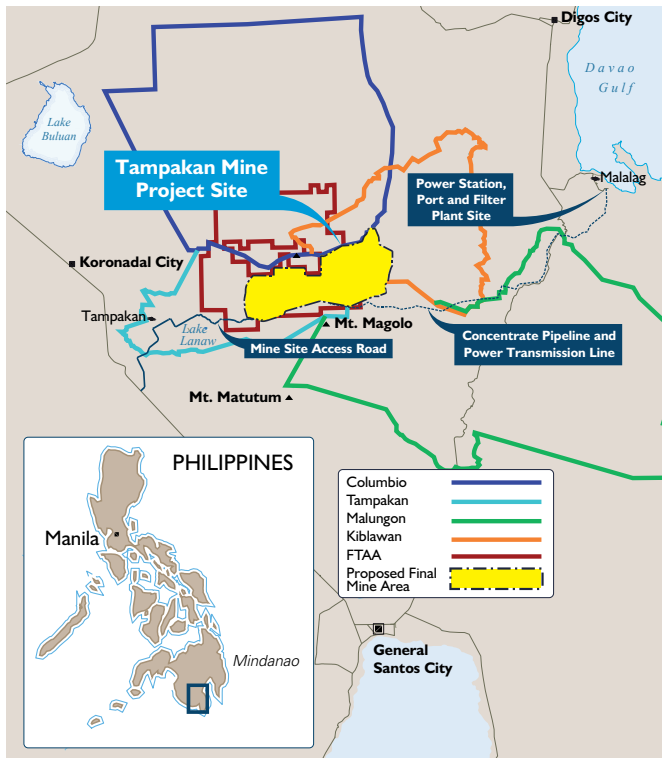 Digos City
Davao
Gulf
Lake
Buluan
Tampakan Mine
Project Site
Power Station,
Port and Filter
Plant Site
Malalag
Koronadal City
Tampakan
Lake
Lanaw
Mt. Magolo
Mine Site Access Road
Concentrate Pipeline and
Power Transmission Line
Mt. Matutum
PHILIPPINES
Manila
Mindanao
Columbio
Tampakan
Malungon
Kiblawan
FTAA
Proposed Final
Mine Area
General
Santos City